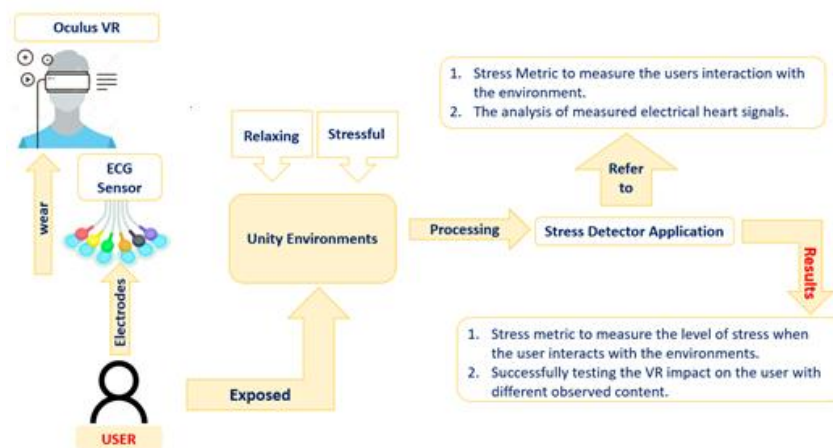 Oculus VR
wear
ECG
Sensor
Electrodes
USER
Relaxing
Stressful
Unity Environments
Exposed
Processing
1. Stress Metric to measure the users interaction with
the environment.
2. The analysis of measured electrical heart signals.
Refer
to
Stress Detector Application
Results
1. Stress metric to measure the level of stress when
the user interacts with the environments.
2. Successfully testing the VR impact on the user with
different observed content.